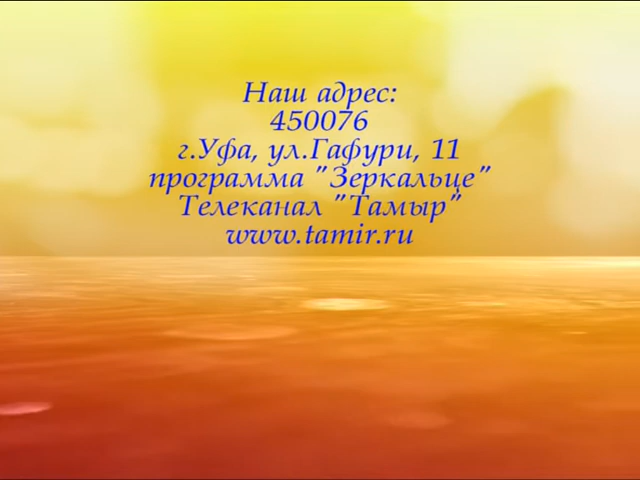 Наш адрес:
450076
г.Уфа, ул.Гафури, 11
программа "Зеркальце"
Телеканал "Тамыр"
www.tamir.ru